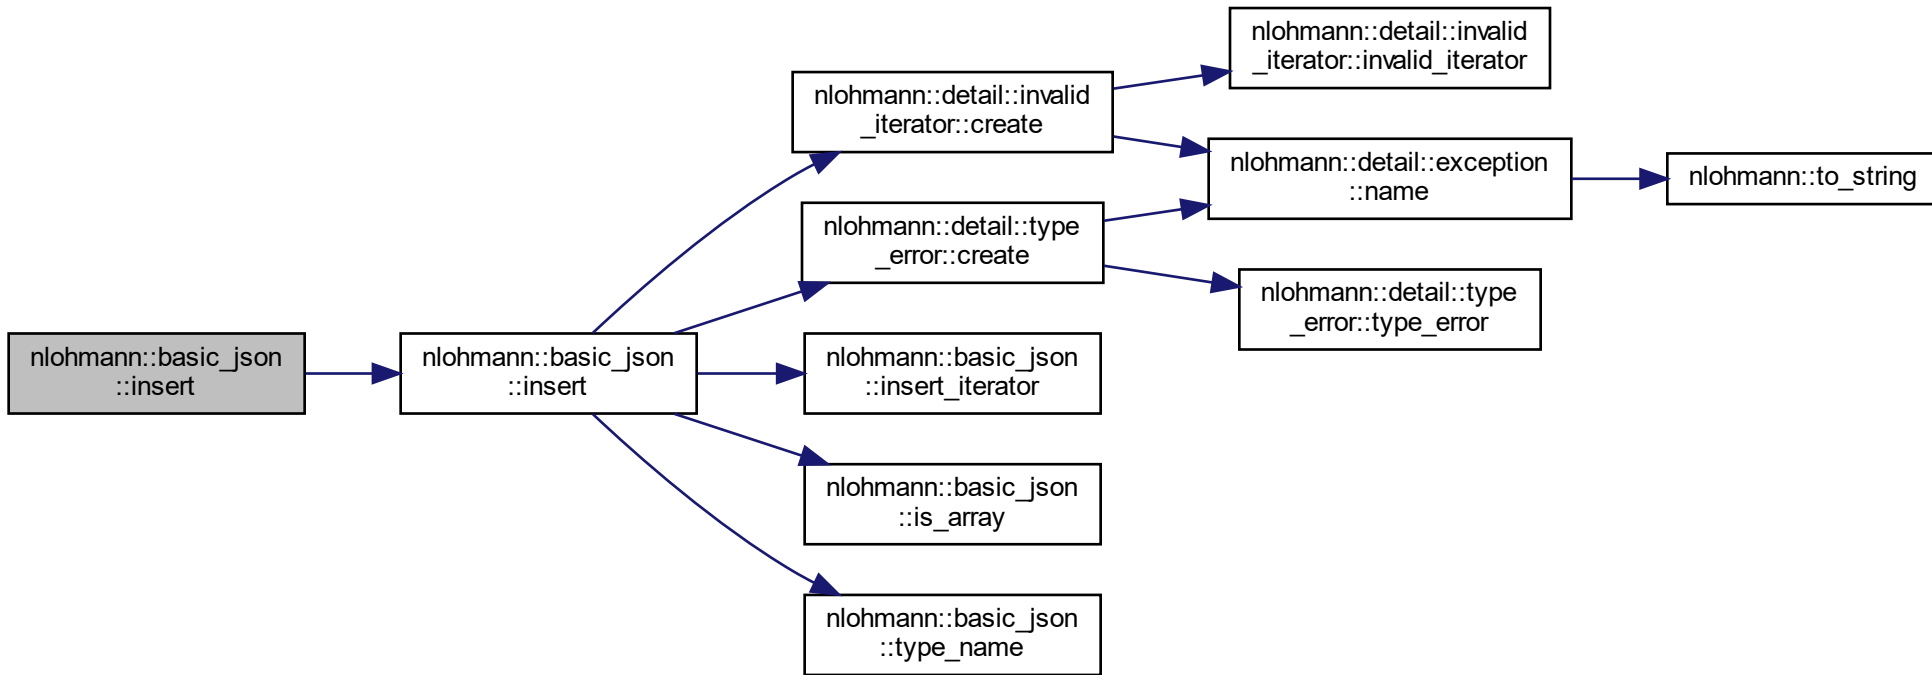 nlohmann::basic_json
::insert
nlohmann::basic_json
::insert
nlohmann::detail::invalid
_iterator::create
nlohmann::detail::invalid
_iterator::invalid_iterator
nlohmann::detail::exception
::name
nlohmann::to_string
nlohmann::detail::type
_error::create
nlohmann::detail::type
_error::type_error
nlohmann::basic_json
::insert_iterator
nlohmann::basic_json
::is_array
nlohmann::basic_json
::type_name